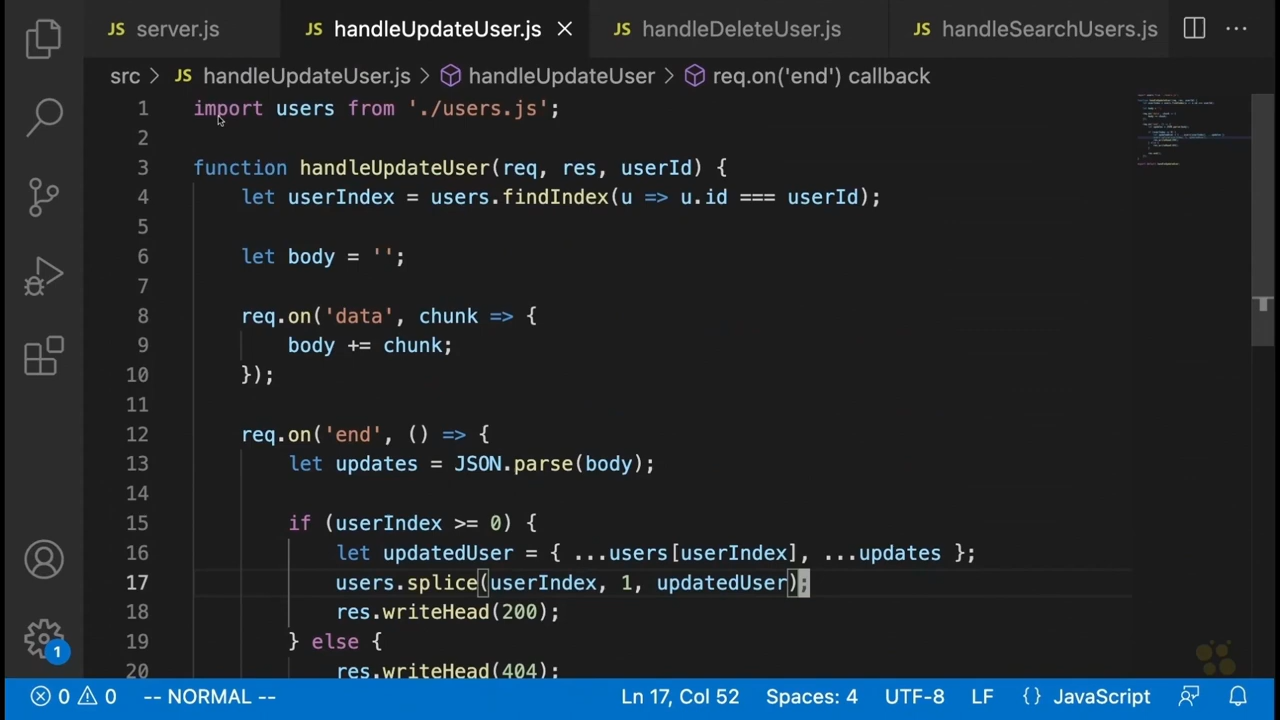 JS server.js JS handleUpdateUser.js JS handleDeleteUser.js JS handleSearchUsers.js
src > JS handleUpdateUser.js > handleUpdateUser > req.on('end') callback
1 import users from './users.js';
2
3 function handleUpdateUser(req, res, userId) {
4 let userIndex = users.findIndex(u => u.id === userId);
5
6 let body = '';
7
8 req.on('data', chunk => {
9 body += chunk;
10 });
11
12 req.on('end', () => {
13 let updates = JSON.parse(body);
14
15 if (userIndex >= 0) {
16 let updatedUser = { ...users[userIndex], ...updates };
17 users.splice(userIndex, 1, updatedUser);
18 res.writeHead(200);
19 } else {
20 res.writeHead(404);
1
0 0 -- NORMAL -- Ln 17, Col 52 Spaces: 4 UTF-8 LF {} JavaScript